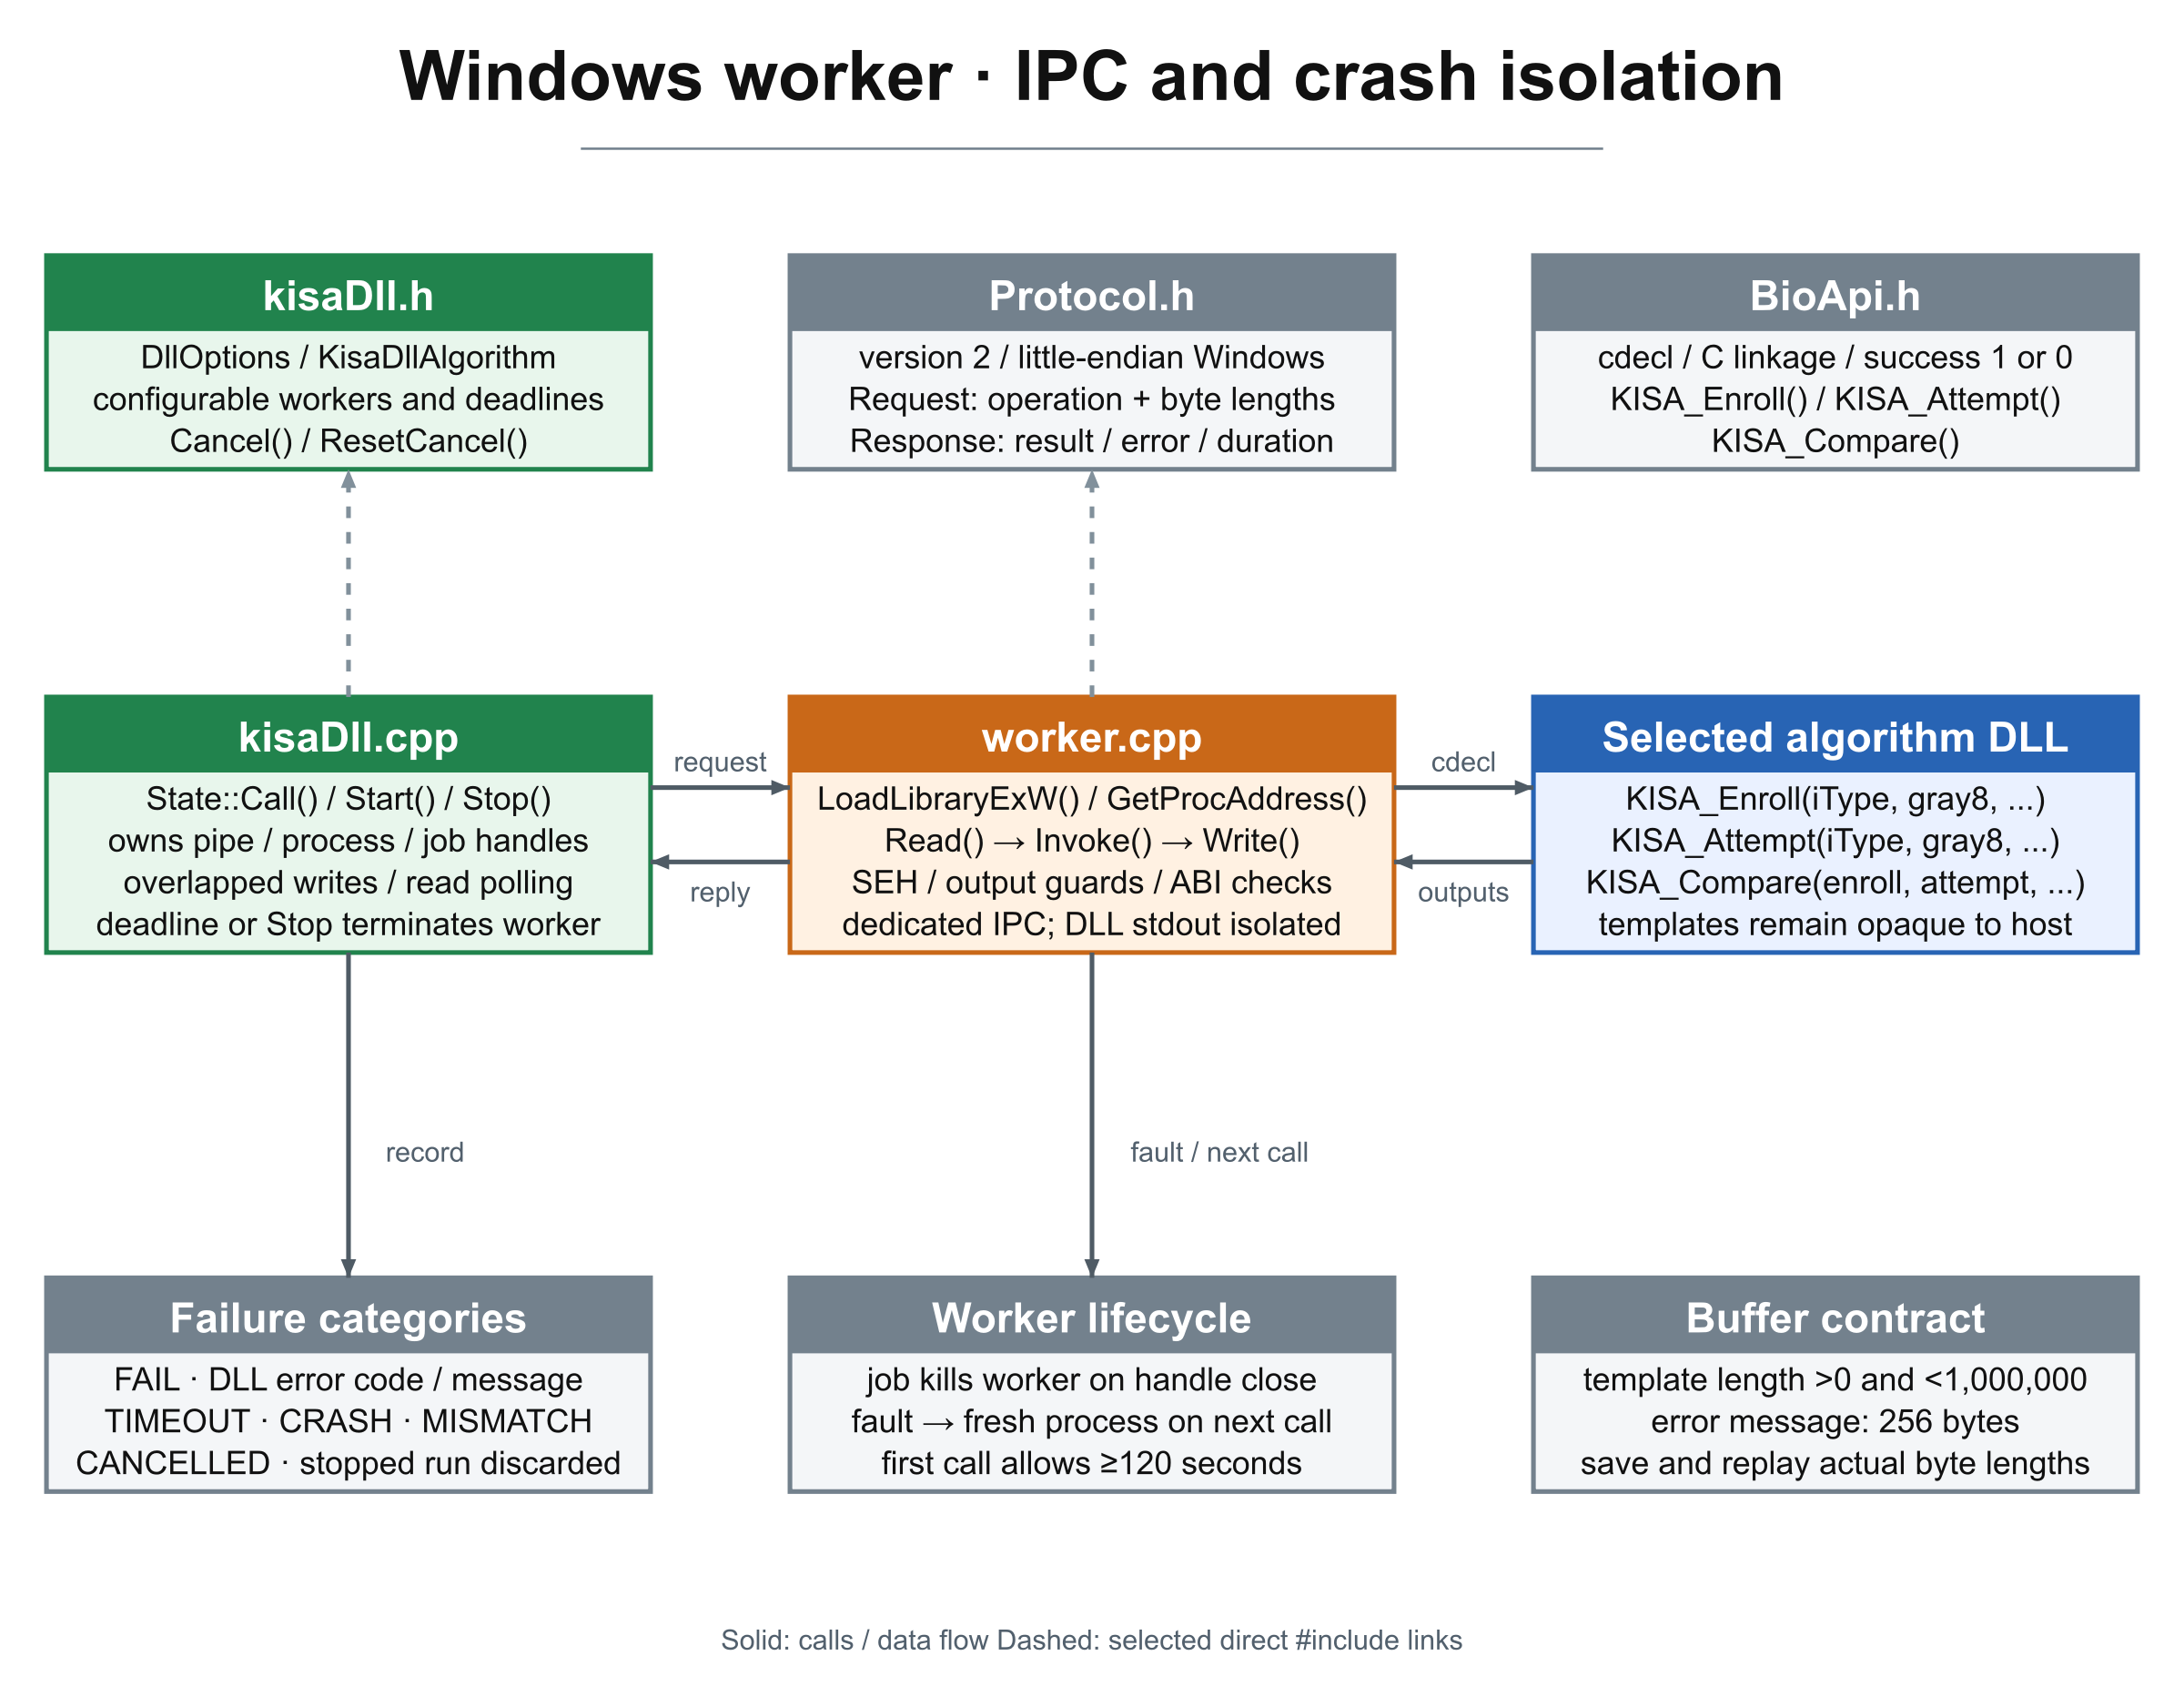 Windows worker · IPC and crash isolation
kisaDll.h
DllOptions / KisaDllAlgorithm
configurable workers and deadlines
Cancel() / ResetCancel()
Protocol.h
version 2 / little-endian Windows
Request: operation + byte lengths
Response: result / error / duration
BioApi.h
cdecl / C linkage / success 1 or 0
KISA_Enroll() / KISA_Attempt()
KISA_Compare()
kisaDll.cpp
State::Call() / Start() / Stop()
owns pipe / process / job handles
overlapped writes / read polling
deadline or Stop terminates worker
request
reply
worker.cpp
LoadLibraryExW() / GetProcAddress()
Read() → Invoke() → Write()
SEH / output guards / ABI checks
dedicated IPC; DLL stdout isolated
cdecl
outputs
Selected algorithm DLL
KISA_Enroll(iType, gray8, ...)
KISA_Attempt(iType, gray8, ...)
KISA_Compare(enroll, attempt, ...)
templates remain opaque to host
record
fault / next call
Failure categories
FAIL · DLL error code / message
TIMEOUT · CRASH · MISMATCH
CANCELLED · stopped run discarded
Worker lifecycle
job kills worker on handle close
fault → fresh process on next call
first call allows ≥120 seconds
Buffer contract
template length >0 and <1,000,000
error message: 256 bytes
save and replay actual byte lengths
Solid: calls / data flow Dashed: selected direct #include links